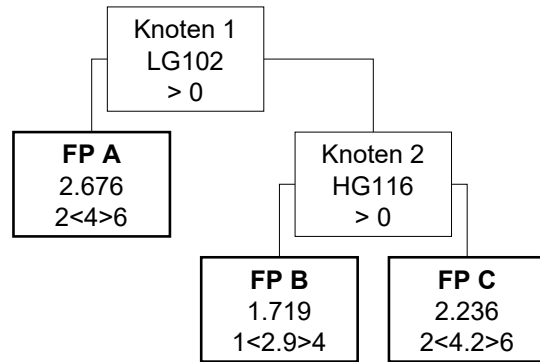 Knoten 1
LG102
> 0
FP A
2.676
2<4>6
Knoten 2
HG116
> 0
FP B
1.719
1<2.9>4
FP C
2.236
2<4.2>6